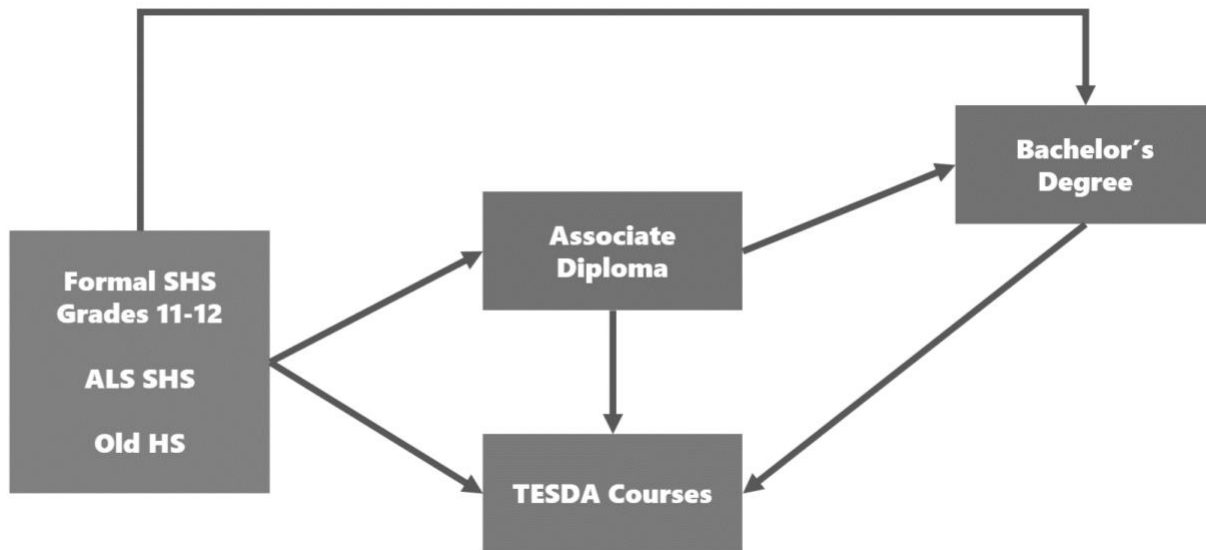 Bachelor´s
Degree
Associate
Diploma
Formal SHS
Grades 11-12
ALS SHS
Old HS
TESDA Courses